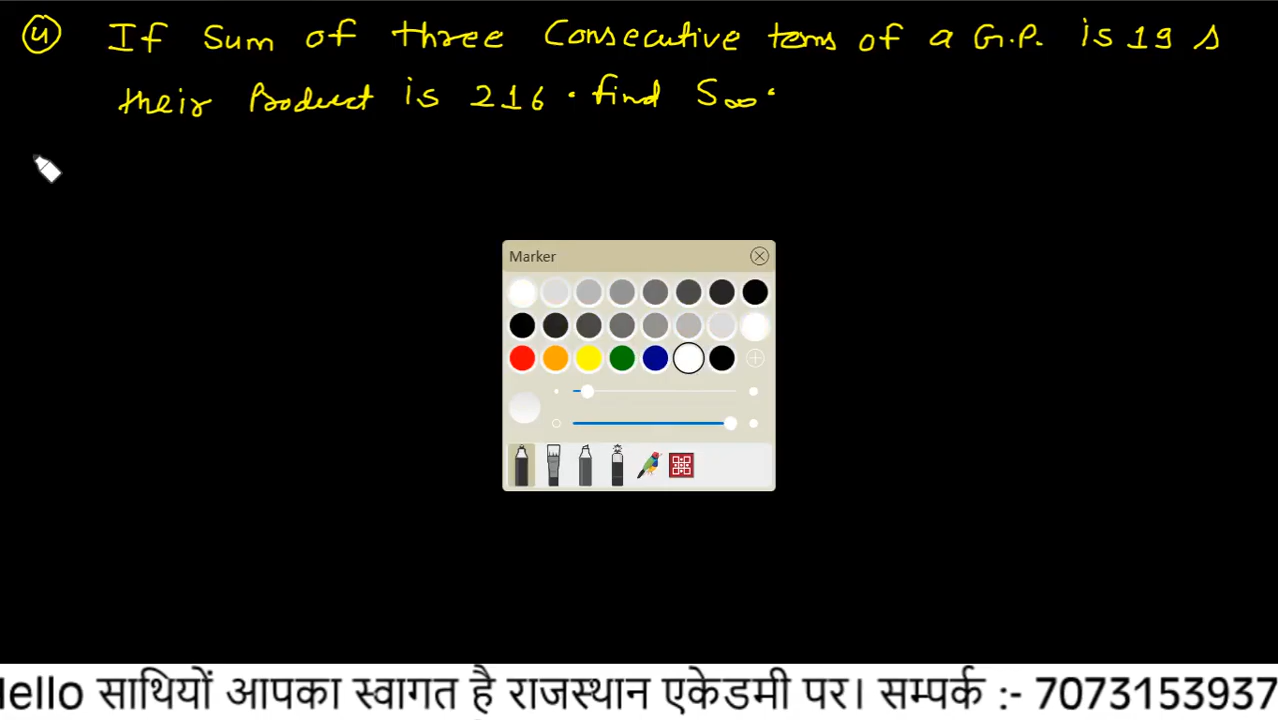 (4) If Sum of three Consecutive terms of a G.P. is 19 &
their Product is 216. find S∞.
Marker
Hello साथियों आपका स्वागत है राजस्थान एकेडमी पर। सम्पर्क :- 7073153937